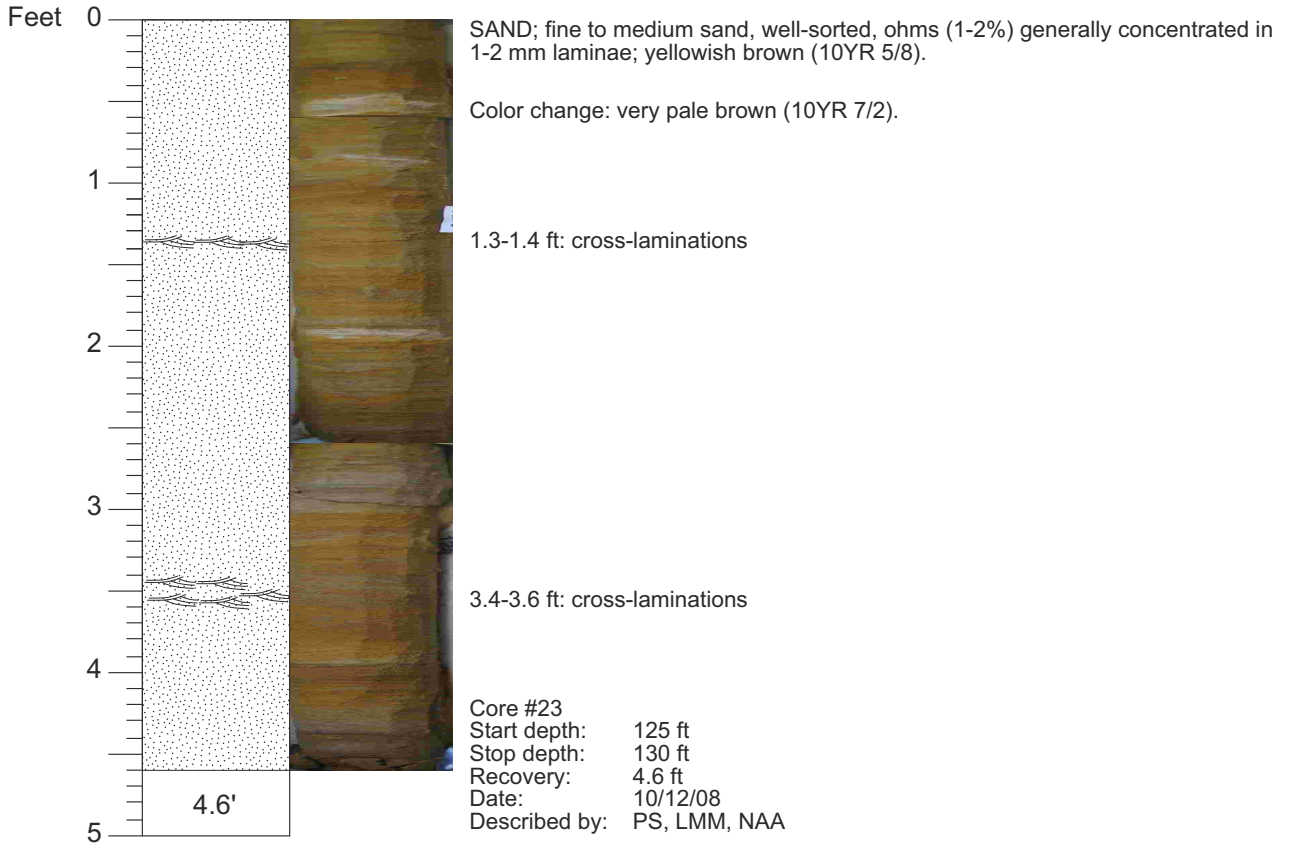 Feet
0
SAND; fine to medium sand, well-sorted, ohms (1-2%) generally concentrated in
1-2 mm laminae; yellowish brown (10YR 5/8).
Color change: very pale brown (10YR 7/2).
1
1.3-1.4 ft: cross-laminations
2
3
3.4-3.6 ft: cross-laminations
4
Core #23
Start depth: 125 ft
Stop depth: 130 ft
Recovery: 4.6 ft
Date: 10/12/08
Described by: PS, LMM, NAA
4.6'
5